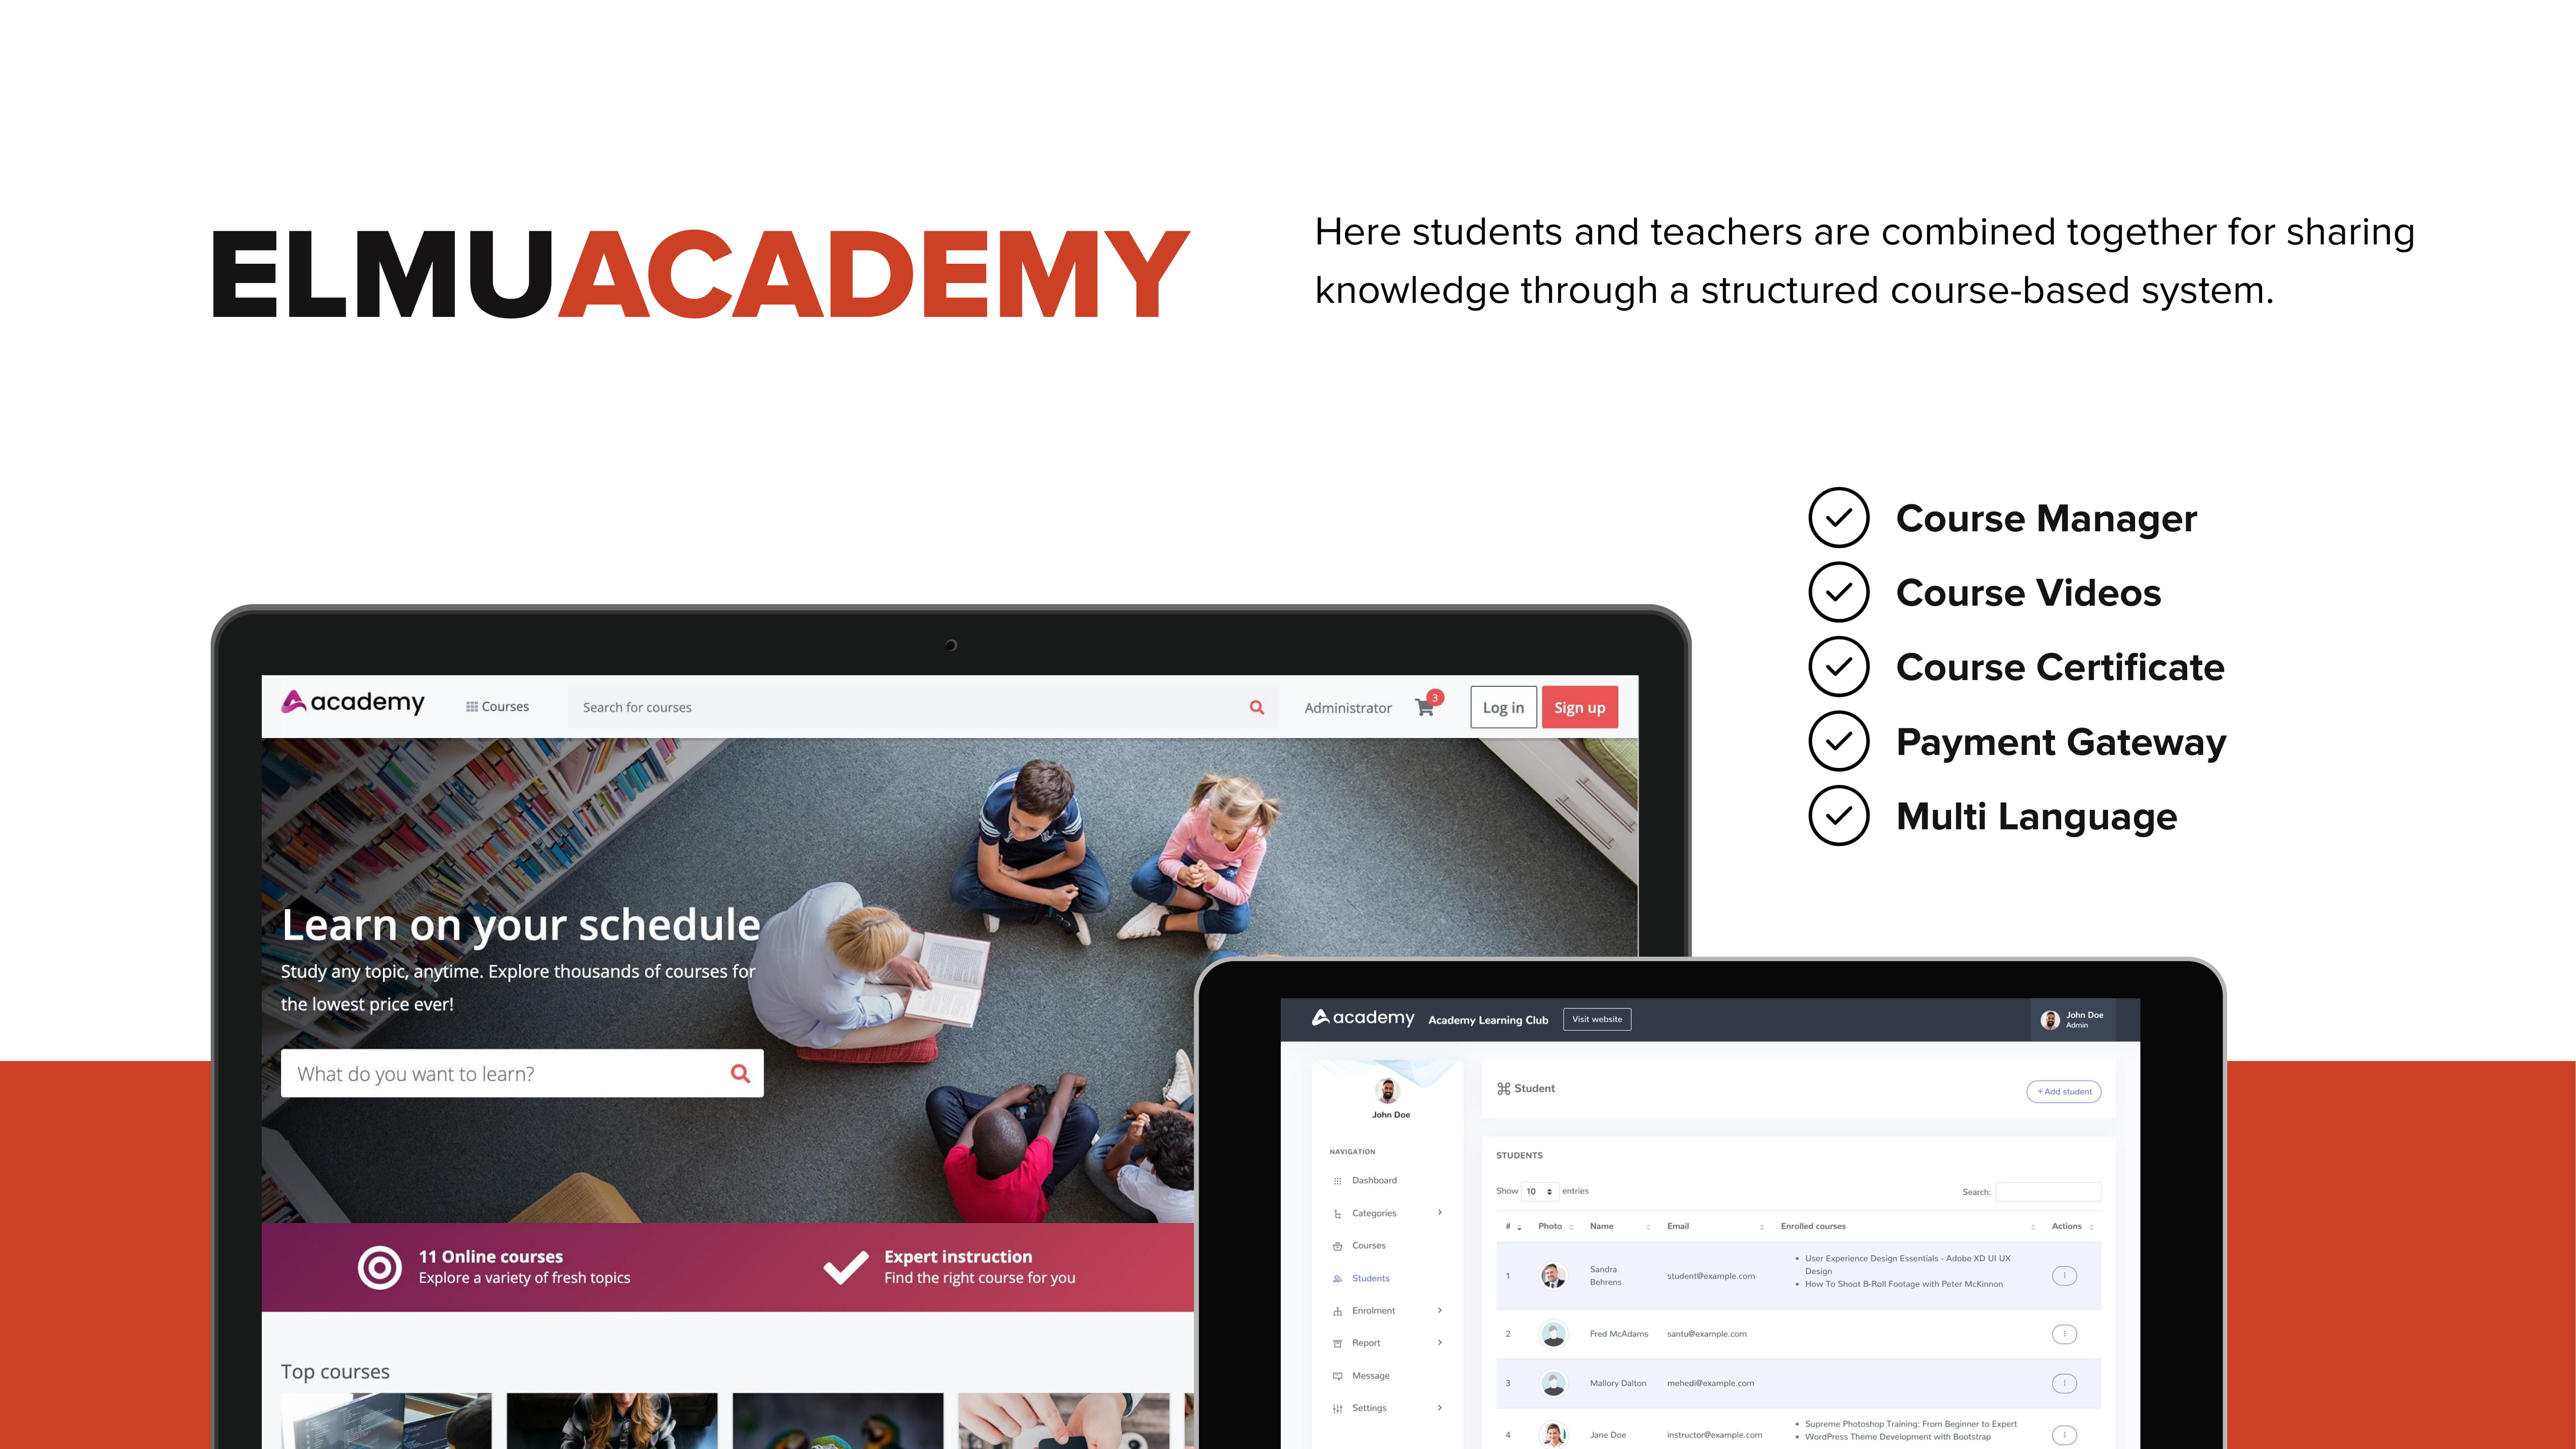 ELMUACADEMY
Here students and teachers are combined together for sharing
knowledge through a structured course-based system.
Course Manager
Course Videos
Course Certificate
Payment Gateway
Multi Language
academy
Courses
Search for courses
Administrator
3
Log in
Sign up
Learn on your schedule
Study any topic, anytime. Explore thousands of courses for
the lowest price ever!
What do you want to learn?
11 Online courses
Explore a variety of fresh topics
Expert instruction
Find the right course for you
Top courses
academy
Academy Learning Club
Visit website
John Doe
Admin
John Doe
NAVIGATION
Dashboard
Categories
Courses
Students
Enrolment
Report
Message
Settings
Student
+ Add student
STUDENTS
Show 10 entries
Search:
# Photo Name Email Enrolled courses Actions
1 Sandra
Behrens
student@example.com
• User Experience Design Essentials - Adobe XD UI UX
Design
• How To Shoot B-Roll Footage with Peter McKinnon
2 Fred McAdams santu@example.com
3 Mallory Dalton mehedi@example.com
4 Jane Doe instructor@example.com
• Supreme Photoshop Training: From Beginner to Expert
• WordPress Theme Development with Bootstrap